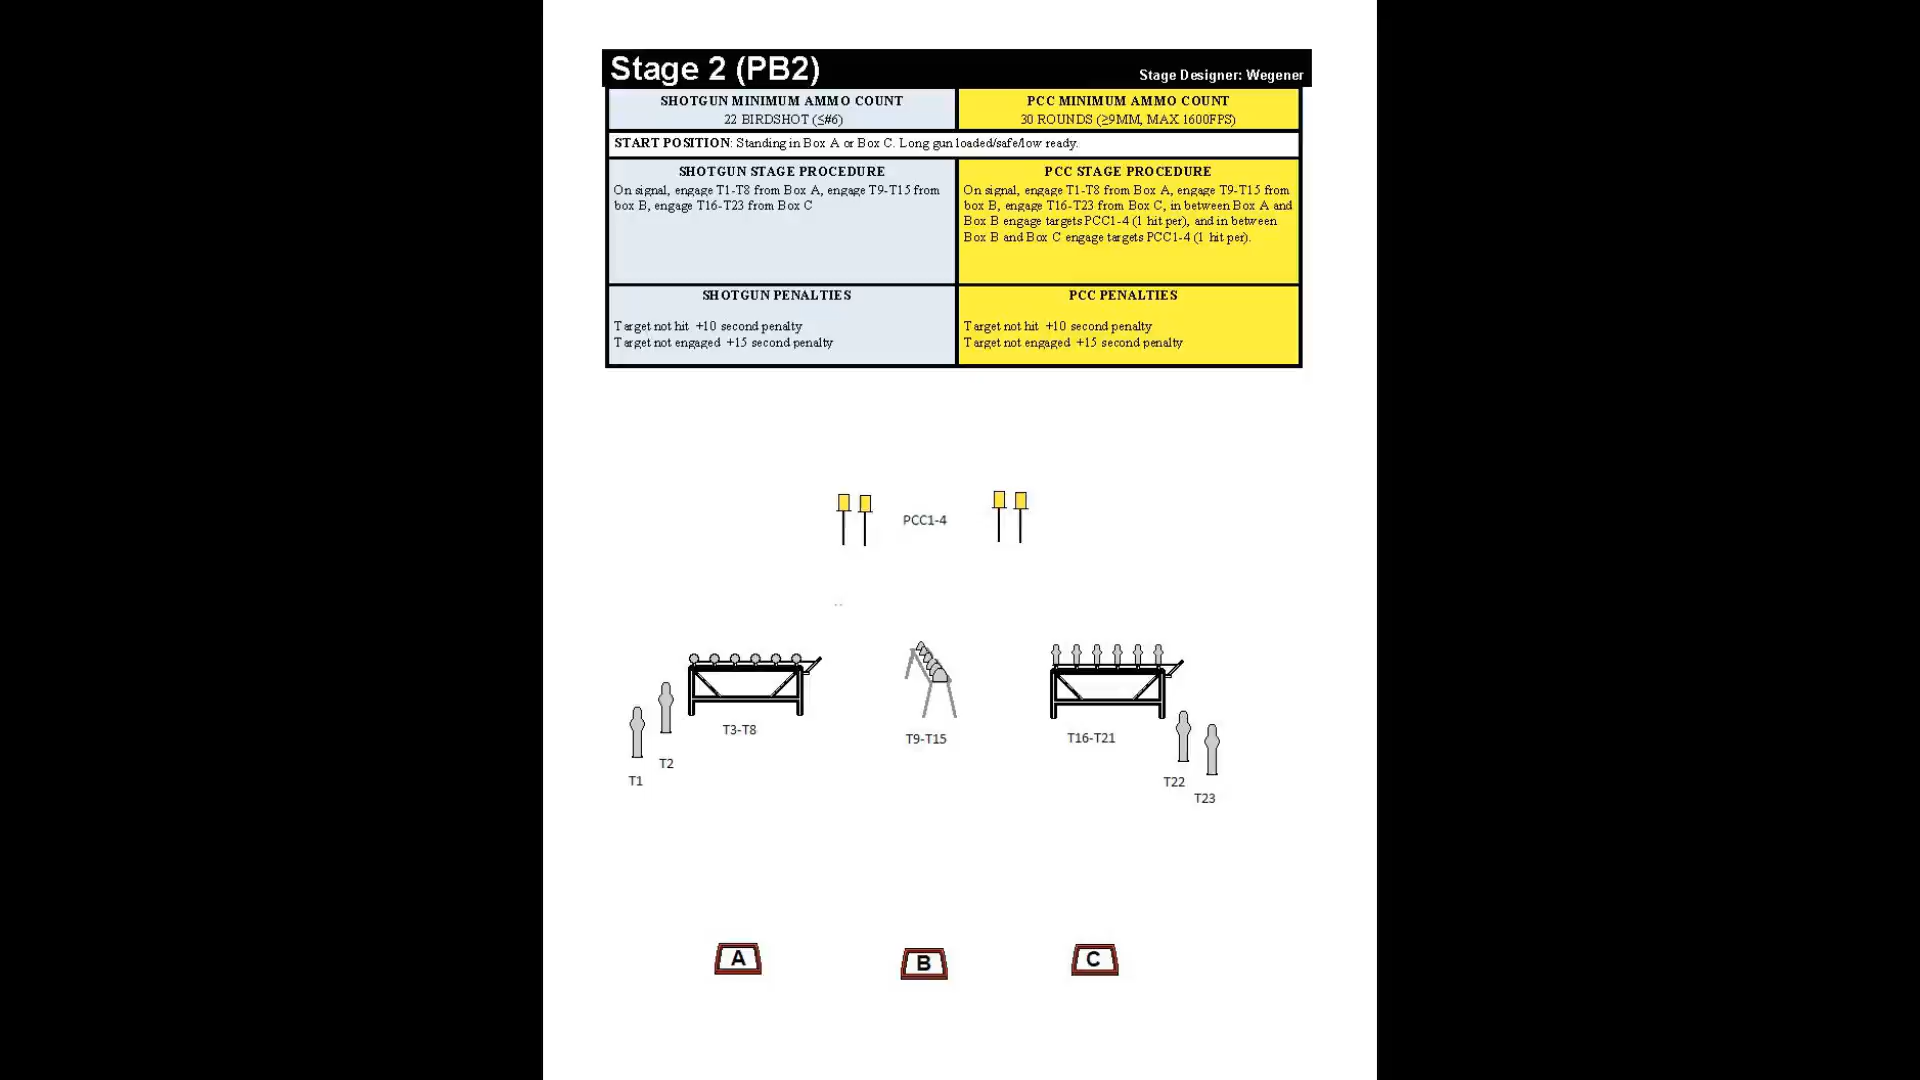 Stage 2 (PB2)
Stage Designer: Wegener
SHOTGUN MINIMUM AMMO COUNT
22 BIRDSHOT (≤#6)
PCC MINIMUM AMMO COUNT
30 ROUNDS (≥9MM, MAX 1600FPS)
START POSITION: Standing in Box A or Box C. Long gun loaded/safe/low ready.
SHOTGUN STAGE PROCEDURE
On signal, engage T1-T8 from Box A, engage T9-T15 from
box B, engage T16-T23 from Box C
PCC STAGE PROCEDURE
On signal, engage T1-T8 from Box A, engage T9-T15 from
box B, engage T16-T23 from Box C, in between Box A and
Box B engage targets PCC1-4 (1 hit per), and in between
Box B and Box C engage targets PCC1-4 (1 hit per).
SHOTGUN PENALTIES
Target not hit +10 second penalty
Target not engaged +15 second penalty
PCC PENALTIES
Target not hit +10 second penalty
Target not engaged +15 second penalty
PCC1-4
T3-T8
T9-T15
T16-T21
T2
T1
T22
T23
A
B
C